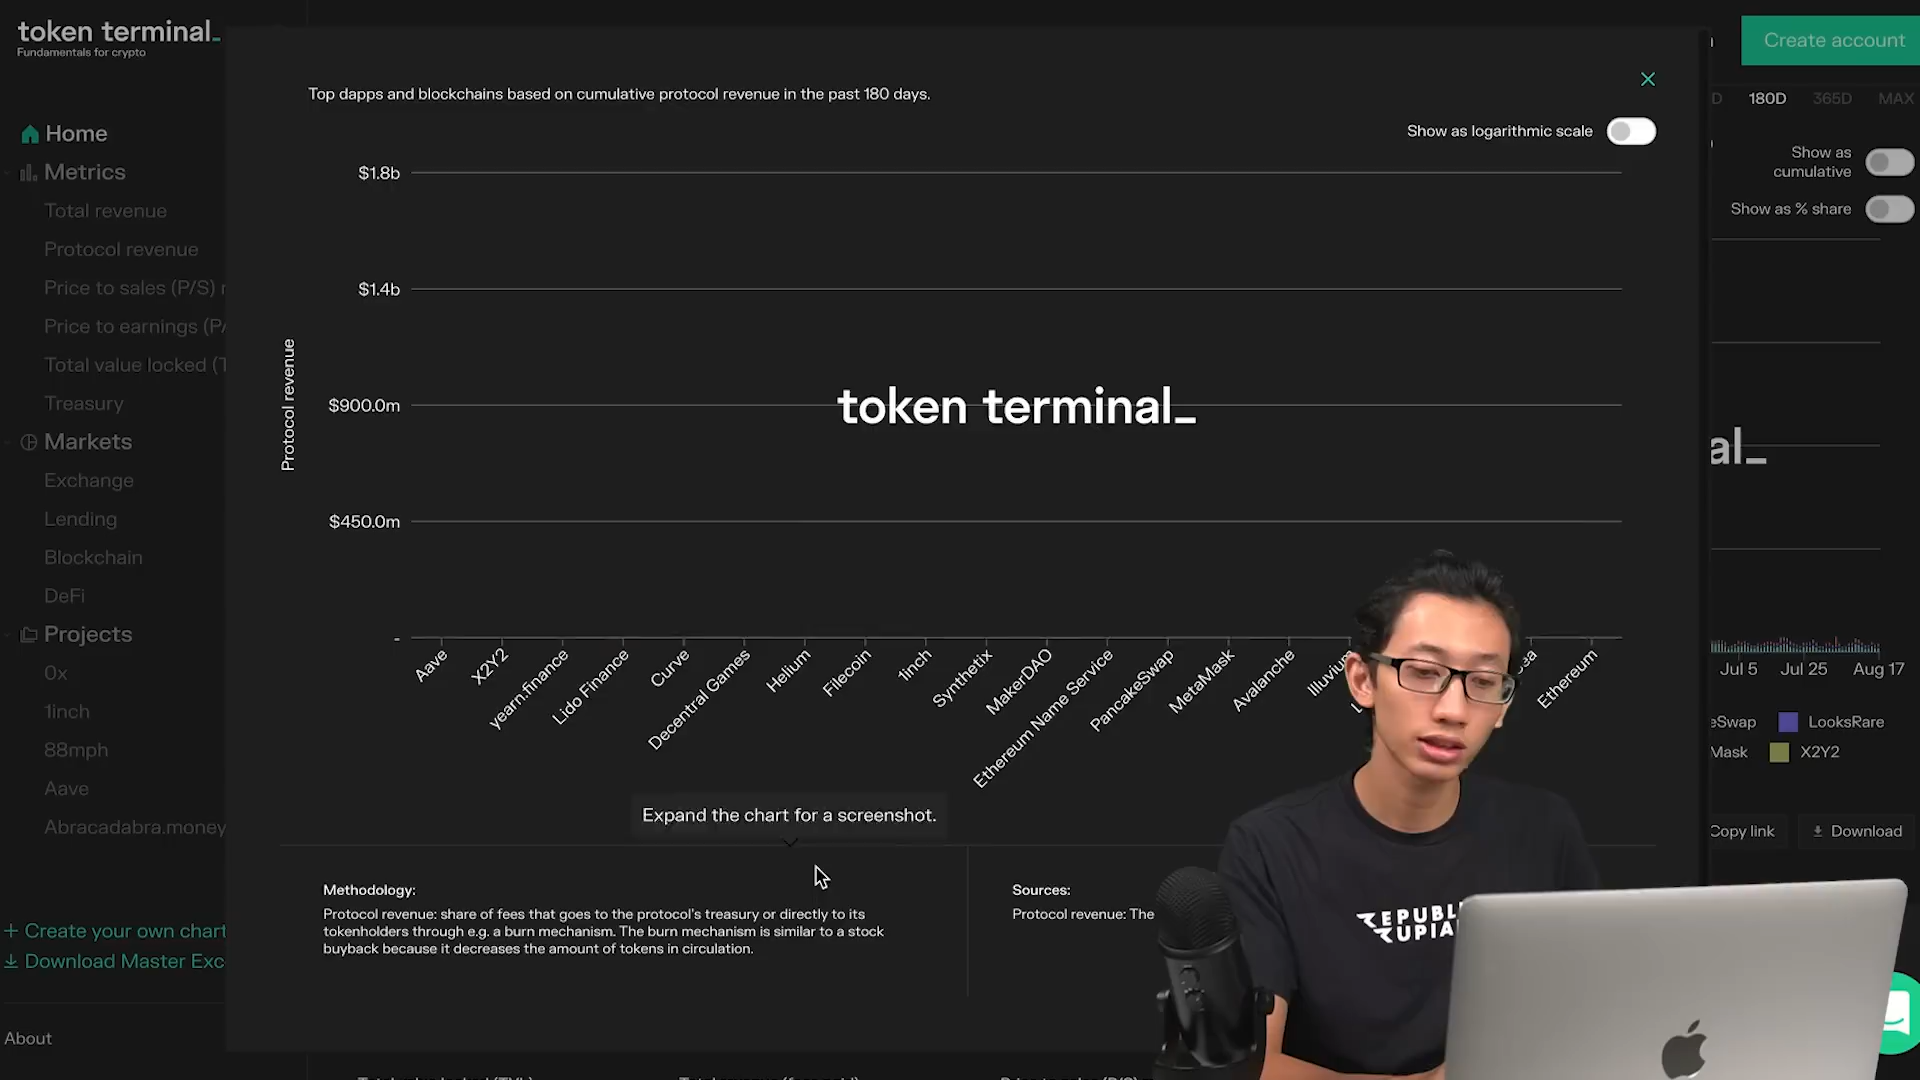 token terminal_
Fundamentals for crypto
Create account
Home
Metrics
Total revenue
Protocol revenue
Price to sales (P/S)
Price to earnings
Total value locked
Treasury
Markets
Exchange
Lending
Blockchain
DeFi
Projects
0x
1inch
88mph
Aave
Abracadabra.money
+ Create your own chart
Download Master
About
Top dapps and blockchains based on cumulative protocol revenue in the past 180 days.
Show as logarithmic scale
$1.8b
$1.4b
$900.0m
$450.0m
-
Protocol revenue
token terminal_
Aave
X2Y2
yearn.finance
Lido Finance
Curve
Decentral Games
Helium
Filecoin
1inch
Synthetix
MakerDAO
Ethereum Name Service
PancakeSwap
MetaMask
Avalanche
Illuvium
Ethereum
Expand the chart for a screenshot.
Methodology:
Protocol revenue: share of fees that goes to the protocol's treasury or directly to its
tokenholders through e.g. a burn mechanism. The burn mechanism is similar to a stock
buyback because it decreases the amount of tokens in circulation.
Sources:
Protocol revenue: The
180D
365D
MAX
Show as
cumulative
Show as % share
al_
Jul 5
Jul 25
Aug 17
eSwap
LooksRare
Mask
X2Y2
Copy link
Download